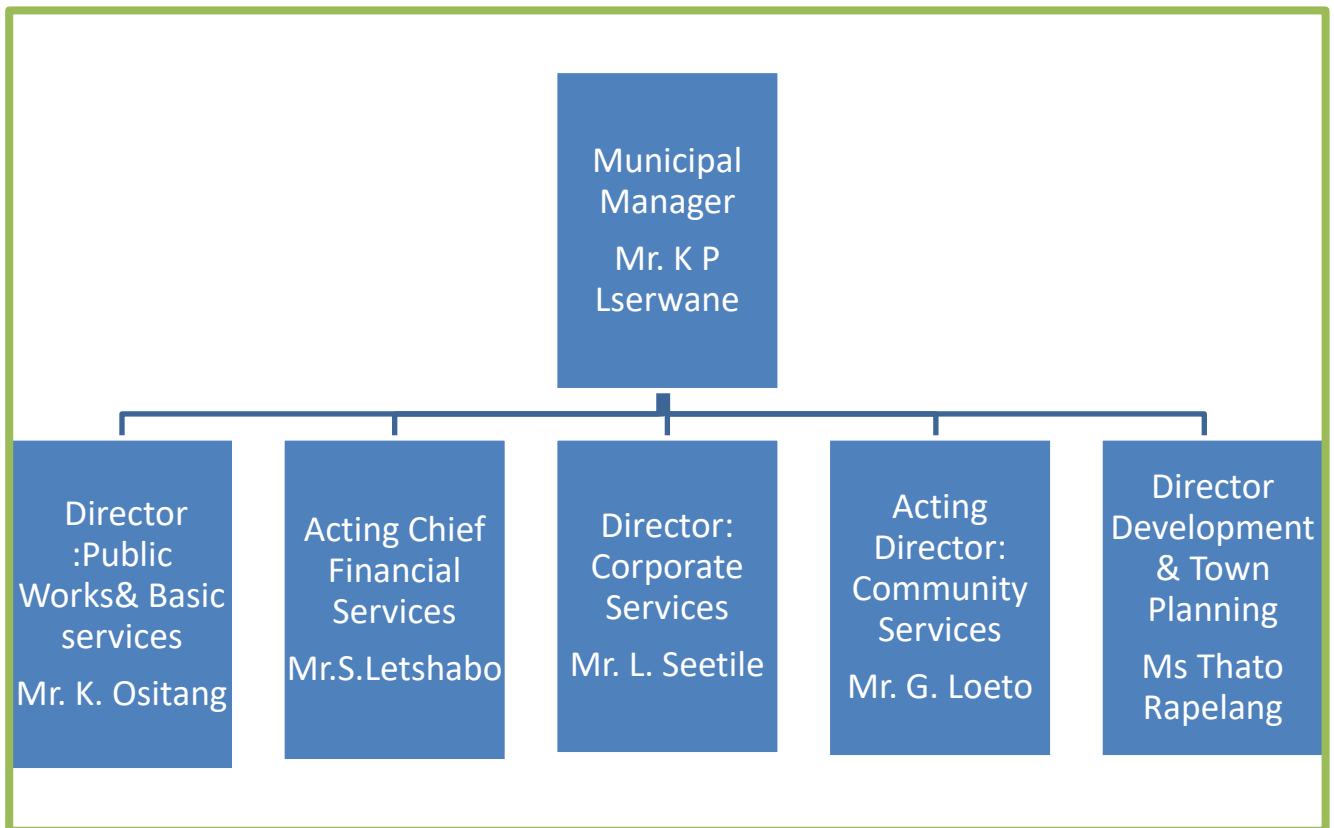 Municipal
Manager
Mr. K P
Lserwane
Director
:Public
Works& Basic
services
Mr. K. Ositang
Acting Chief
Financial
Services
Mr.S.Letshabo
Director:
Corporate
Services
Mr. L. Seetile
Acting
Director:
Community
Services
Mr. G. Loeto
Director
Development
& Town
Planning
Ms Thato
Rapelang